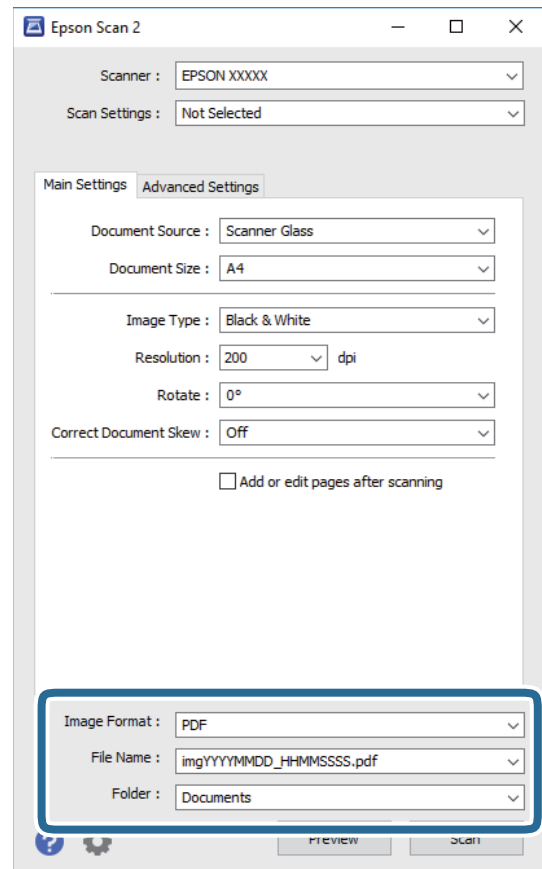 Epson Scan 2
Scanner : EPSON XXXXX
Scan Settings : Not Selected
Main Settings Advanced Settings
Document Source : Scanner Glass
Document Size : A4
Image Type : Black & White
Resolution : 200 dpi
Rotate : 0°
Correct Document Skew : Off
Add or edit pages after scanning
Image Format : PDF
File Name : imgYYYYMMDD_HHMMSSSS.pdf
Folder : Documents
? Preview Scan